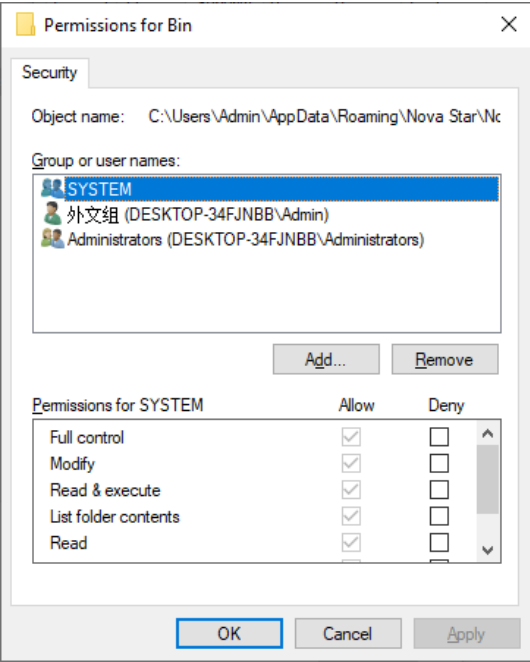 Permissions for Bin
Security
Object name: C:\Users\Admin\AppData\Roaming\Nova Star\Nc
Group or user names:
SYSTEM
外文组 (DESKTOP-34FJNBB\Admin)
Administrators (DESKTOP-34FJNBB\Administrators)
Add... Remove
Permissions for SYSTEM Allow Deny
Full control
Modify
Read & execute
List folder contents
Read
OK Cancel Apply